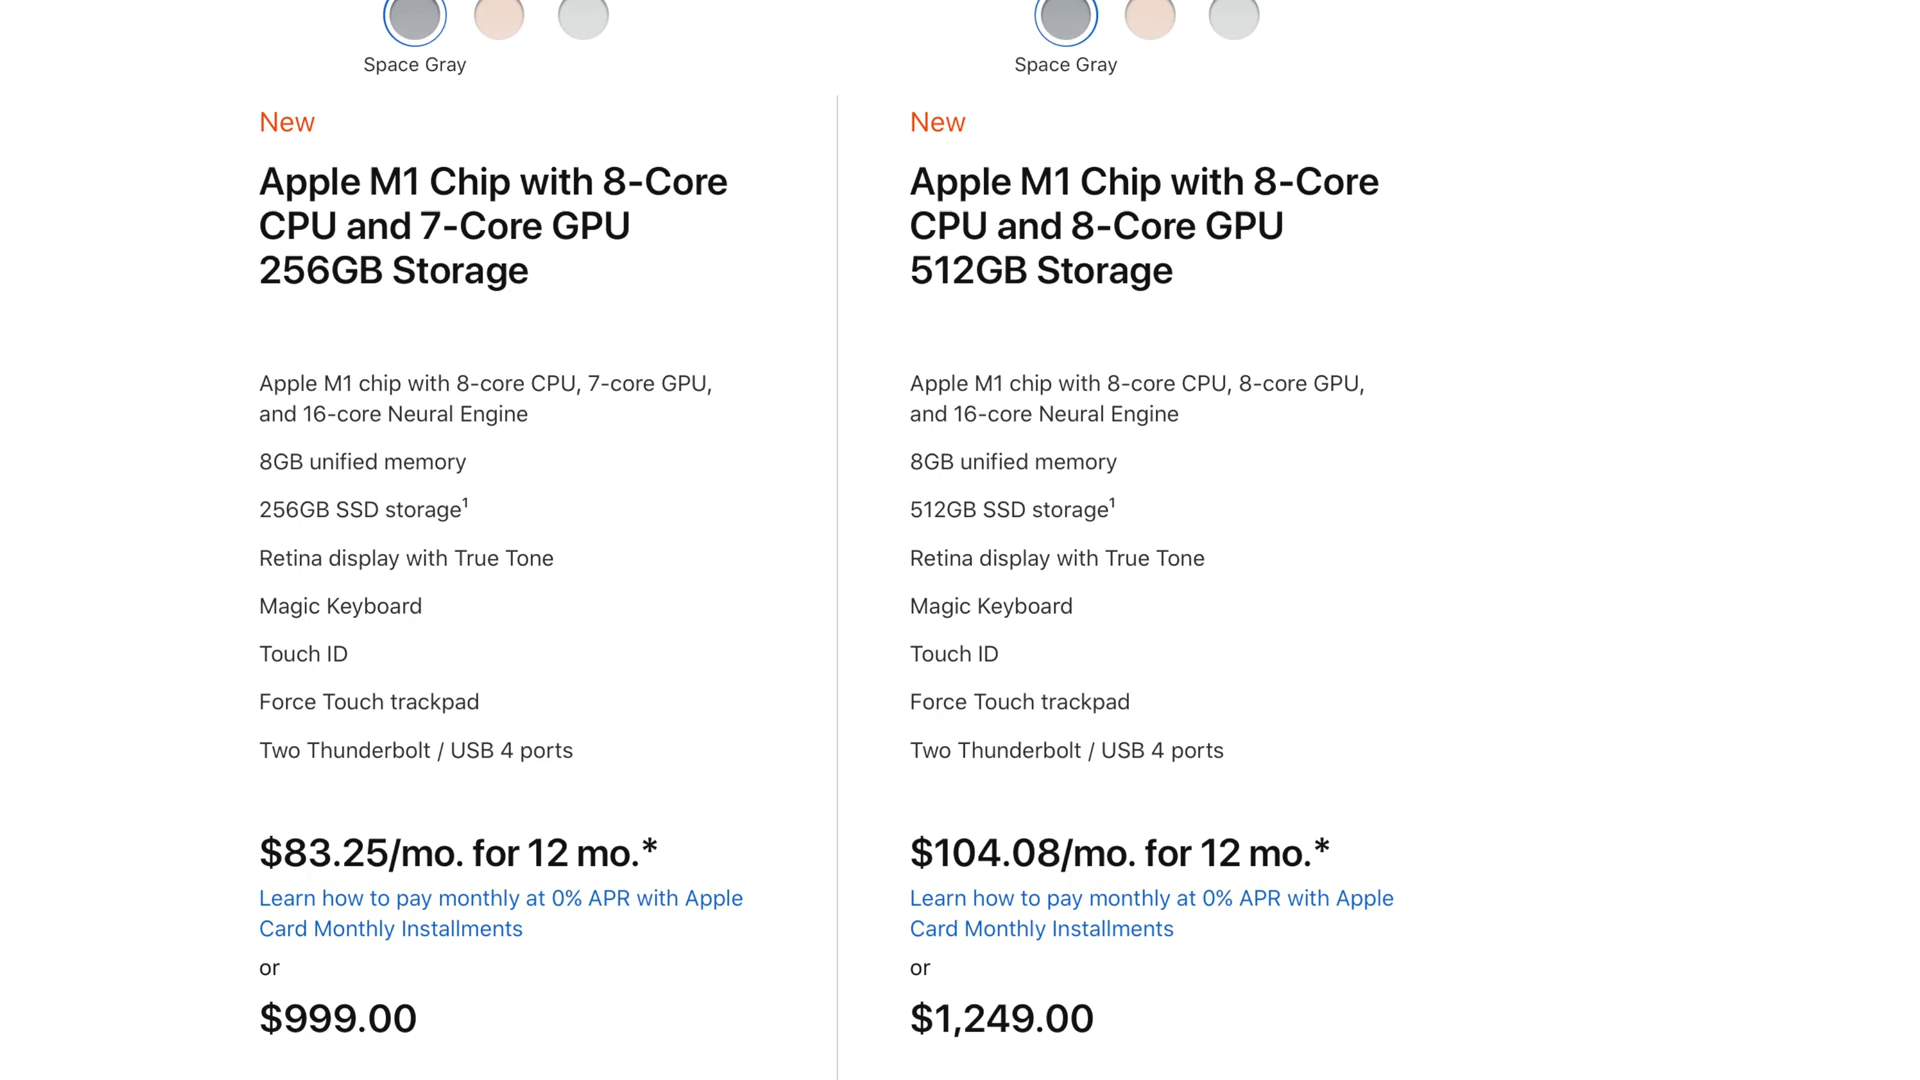 Space Gray
New
Apple M1 Chip with 8-Core
CPU and 7-Core GPU
256GB Storage
Apple M1 chip with 8-core CPU, 7-core GPU,
and 16-core Neural Engine
8GB unified memory
256GB SSD storage¹
Retina display with True Tone
Magic Keyboard
Touch ID
Force Touch trackpad
Two Thunderbolt / USB 4 ports
$83.25/mo. for 12 mo.*
Learn how to pay monthly at 0% APR with Apple
Card Monthly Installments
or
$999.00
Space Gray
New
Apple M1 Chip with 8-Core
CPU and 8-Core GPU
512GB Storage
Apple M1 chip with 8-core CPU, 8-core GPU,
and 16-core Neural Engine
8GB unified memory
512GB SSD storage¹
Retina display with True Tone
Magic Keyboard
Touch ID
Force Touch trackpad
Two Thunderbolt / USB 4 ports
$104.08/mo. for 12 mo.*
Learn how to pay monthly at 0% APR with Apple
Card Monthly Installments
or
$1,249.00